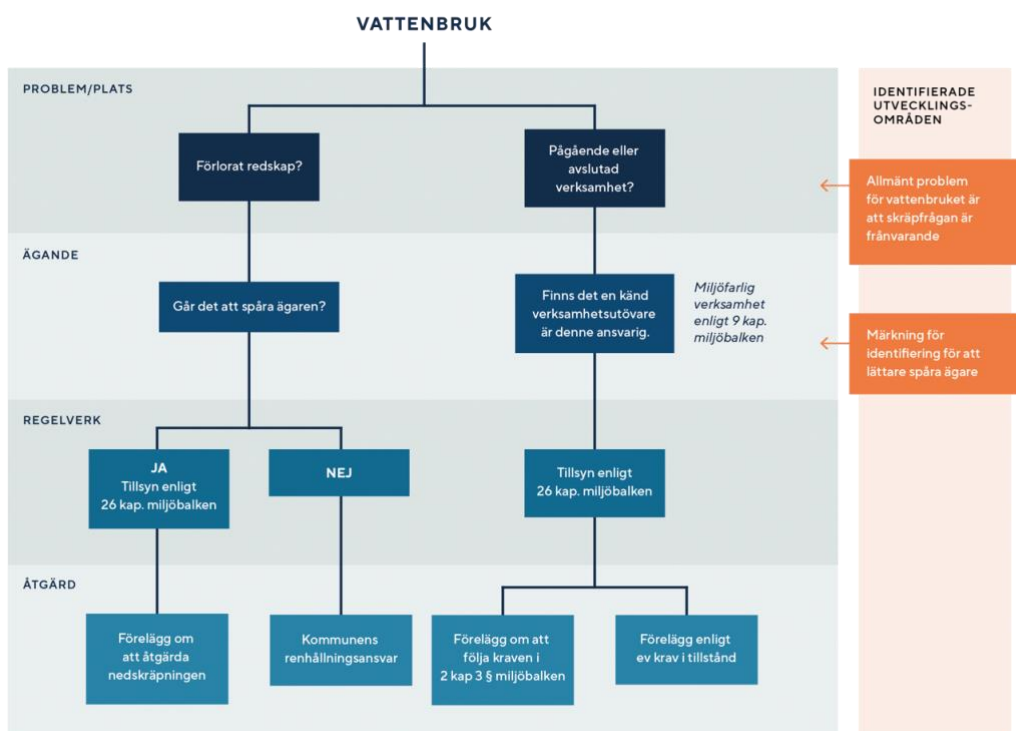 VATTENBRUK
PROBLEM/PLATS
Förlorat redskap?
Pågående eller
avslutad
verksamhet?
IDENTIFIERADE
UTVECKLINGS-
OMRÅDEN
Allmänt problem
för vattenbruket är
att skräpfrågan är
frånvarande
ÄGANDE
Går det att spåra ägaren?
Finns det en känd
verksamhetsutövare
är denne ansvarig.
Miljöfarlig
verksamhet
enligt 9 kap.
miljöbalken
Märkning för
identifiering för att
lättare spåra ägare
REGELVERK
JA
Tillsyn enligt
26 kap. miljöbalken
NEJ
Tillsyn enligt
26 kap. miljöbalken
ÅTGÄRD
Förelägg om
att åtgärda
nedskräpningen
Kommunens
renhållningsansvar
Förelägg om att
följa kraven i
2 kap 3 § miljöbalken
Förelägg enligt
ev krav i tillstånd